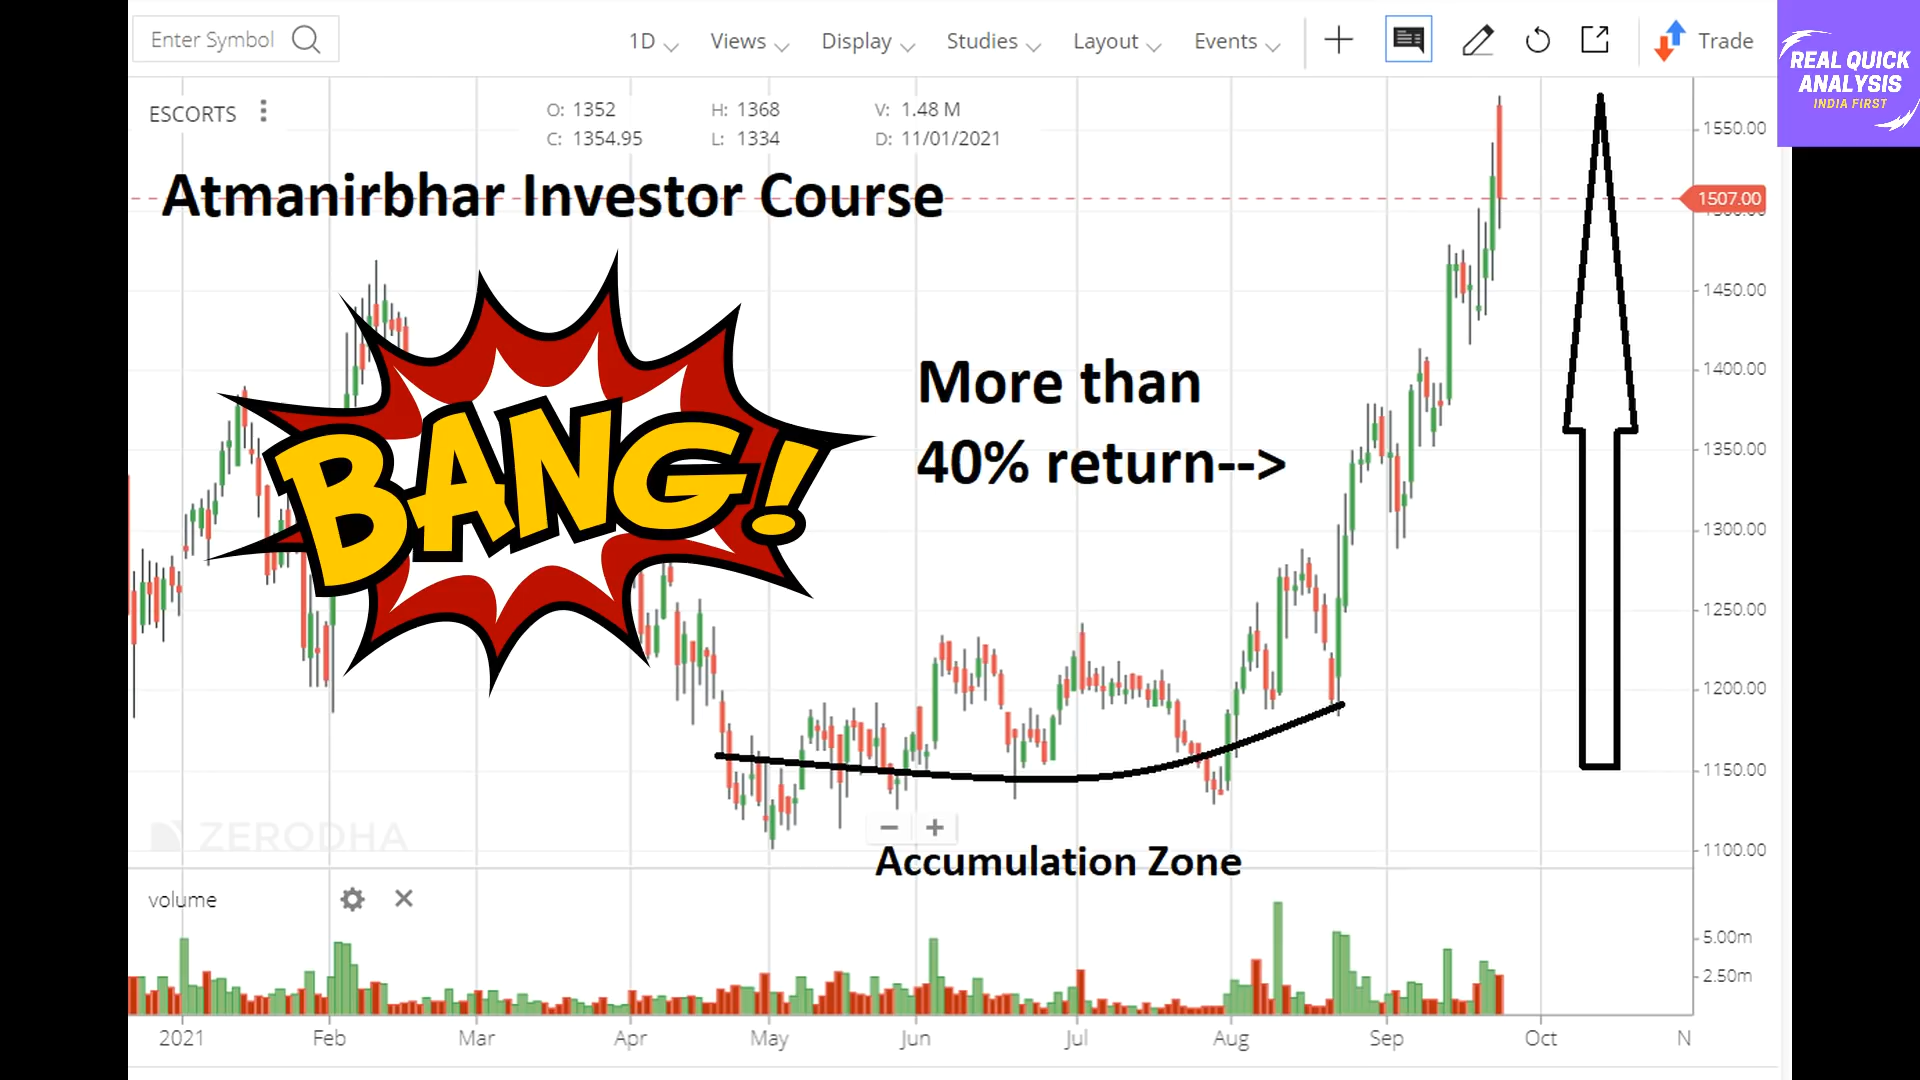 Enter Symbol
1D Views Display Studies Layout Events Trade
REAL QUICK
ANALYSIS
INDIA FIRST
ESCORTS
O: 1352 H: 1368 V: 1.48 M
C: 1354.95 L: 1334 D: 11/01/2021
1550.00
Atmanirbhar Investor Course
1507.00
1500.00
1450.00
More than
40% return-->
BANG!
1400.00
1350.00
1300.00
1250.00
1200.00
1150.00
1100.00
ZERODHA
− +
Accumulation Zone
volume
5.00m
2.50m
2021 Feb Mar Apr May Jun Jul Aug Sep Oct N